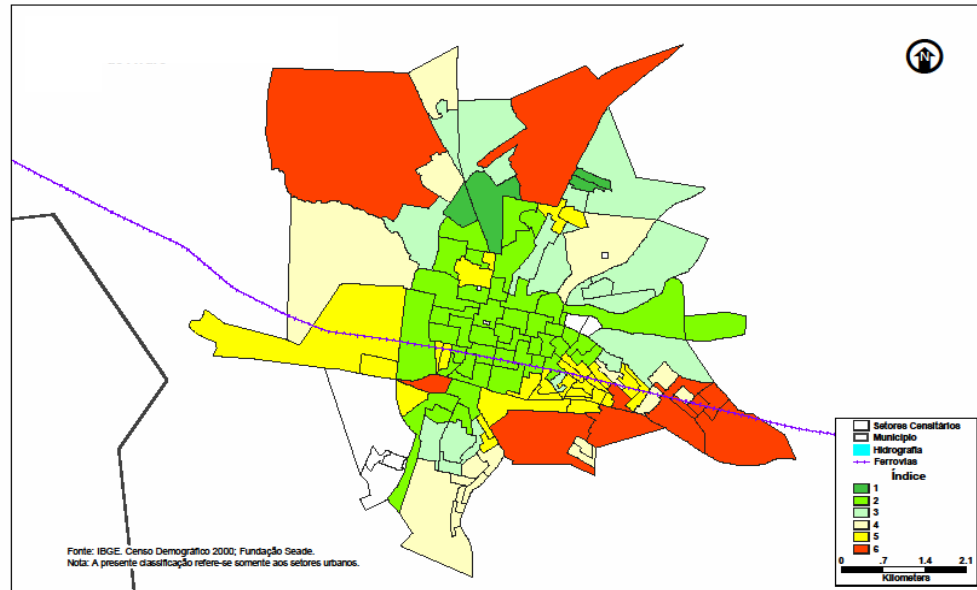 N
Setores Censitários
Município
Hidrografia
Ferrovias
Índice
1
2
3
4
5
6
0 .7 1.4 2.1
Kilometers
Fonte: IBGE. Censo Demográfico 2000; Fundação Seade.
Nota: A presente classificação refere-se somente aos setores urbanos.